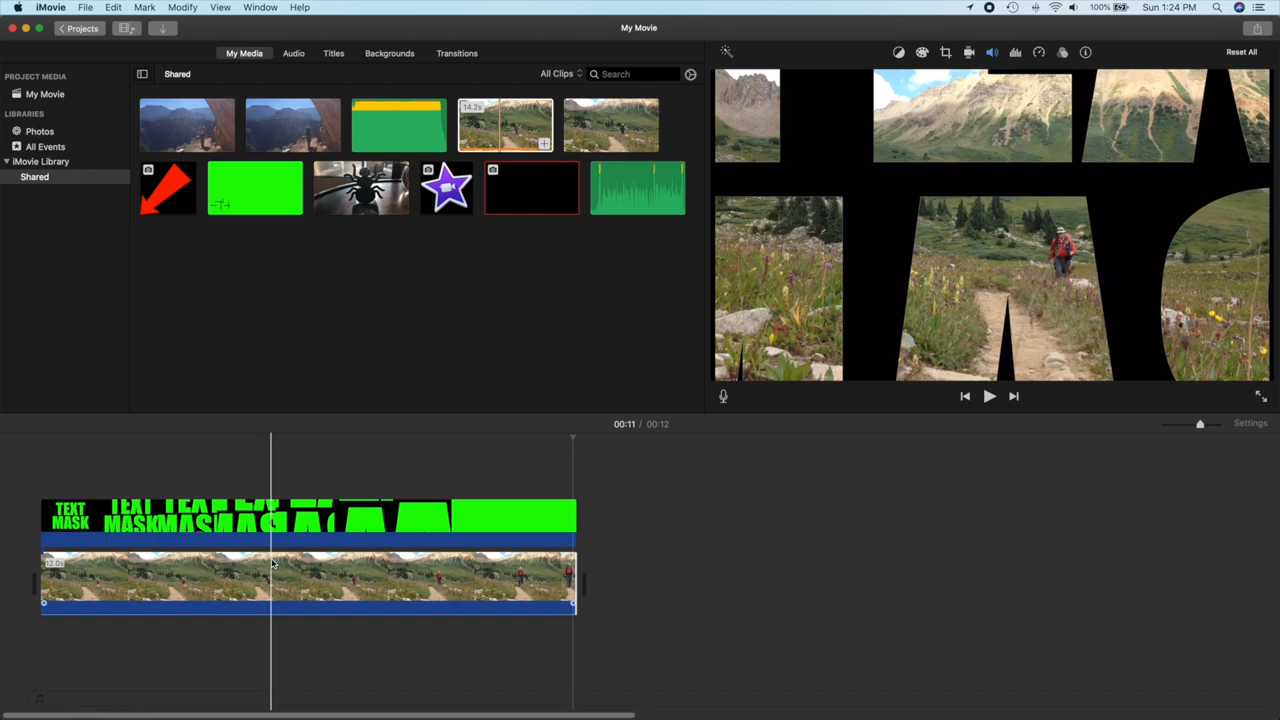 iMovie File Edit Mark Modify View Window Help 100% Sun 1:24 PM
Projects My Movie
My Media Audio Titles Backgrounds Transitions Reset All
PROJECT MEDIA Shared All Clips Search
My Movie
LIBRARIES
Photos
All Events
iMovie Library
Shared
14.2s
00:11 / 00:12 Settings
TEXT MASK
12.0s